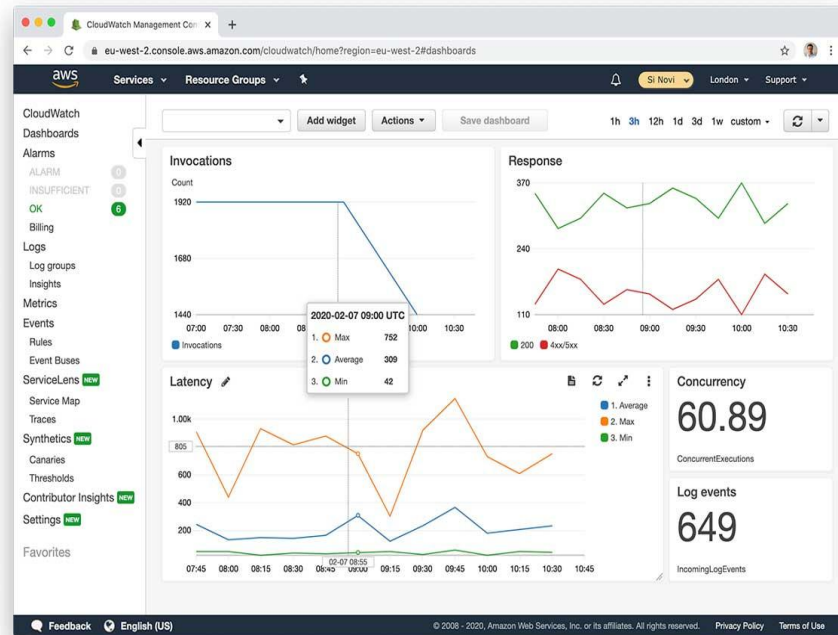 CloudWatch Management Con
eu-west-2.console.aws.amazon.com/cloudwatch/home?region=eu-west-2#dashboards
aws
Services
Resource Groups
Si Novi
London
Support
CloudWatch
Dashboards
Alarms
ALARM 0
INSUFFICIENT 0
OK 6
Billing
Logs
Log groups
Insights
Metrics
Events
Rules
Event Buses
ServiceLens NEW
Service Map
Traces
Synthetics NEW
Canaries
Thresholds
Contributor Insights NEW
Settings NEW
Favorites
Add widget
Actions
Save dashboard
1h 3h 12h 1d 3d 1w custom
Invocations
Count
1920
1680
1440
07:00 07:30 08:00 08 10:00 10:30
Invocations
2020-02-07 09:00 UTC
1. Max 752
2. Average 309
3. Min 42
Response
370
240
110
08:00 08:30 09:00 09:30 10:00 10:30
200 4xx/5xx
Latency
1.00k
805
600
400
200
07:45 08:00 08:15 08:30 08:45 09:00 09:15 09:30 09:45 10:00 10:15 10:30 10:45
02-07 08:55
1. Average
2. Max
3. Min
Concurrency
60.89
ConcurrentExecutions
Log events
649
IncomingLogEvents
Feedback
English (US)
© 2008 - 2020, Amazon Web Services, Inc. or its affiliates. All rights reserved.
Privacy Policy
Terms of Use